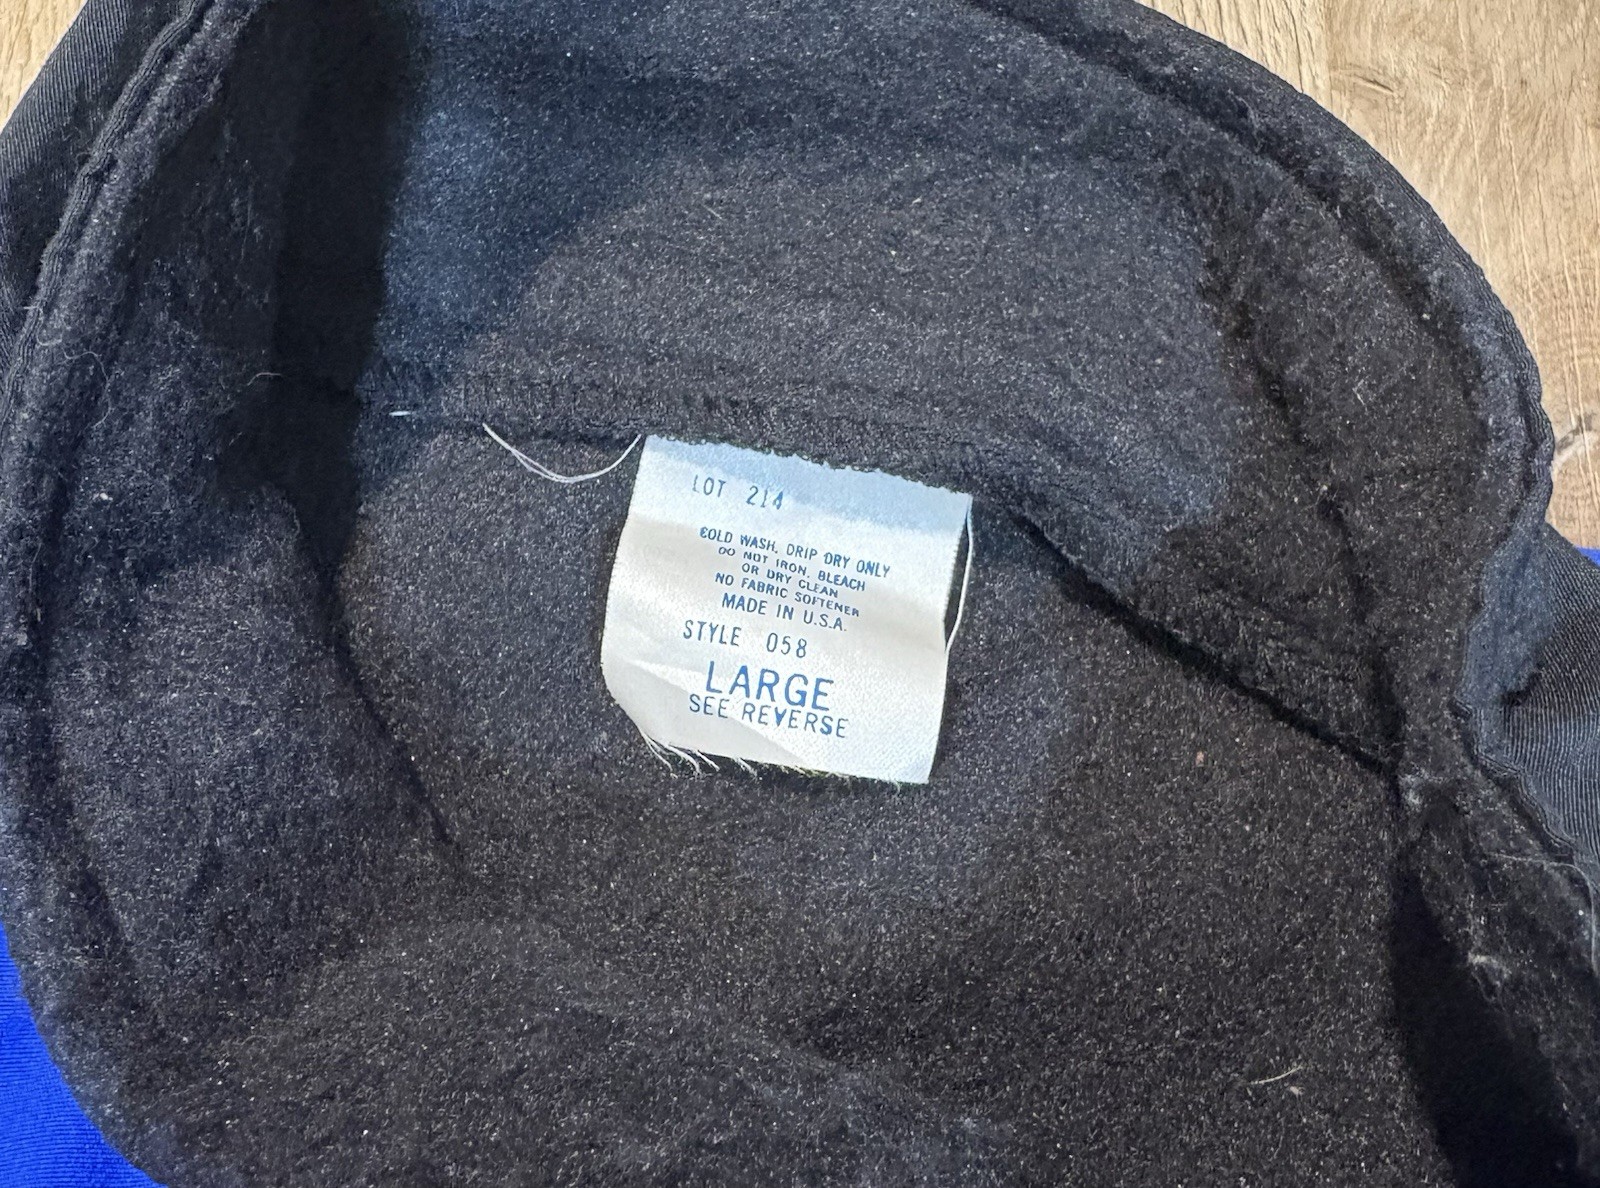 LOT 214
COLD WASH, DRIP DRY ONLY
DO NOT IRON, BLEACH
OR DRY CLEAN
NO FABRIC SOFTENER
MADE IN U.S.A.
STYLE 058
LARGE
SEE REVERSE